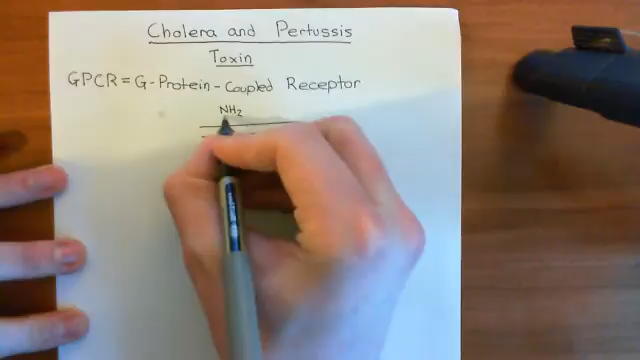 Cholera and Pertussis
Toxin
GPCR = G-Protein-Coupled Receptor
NH2